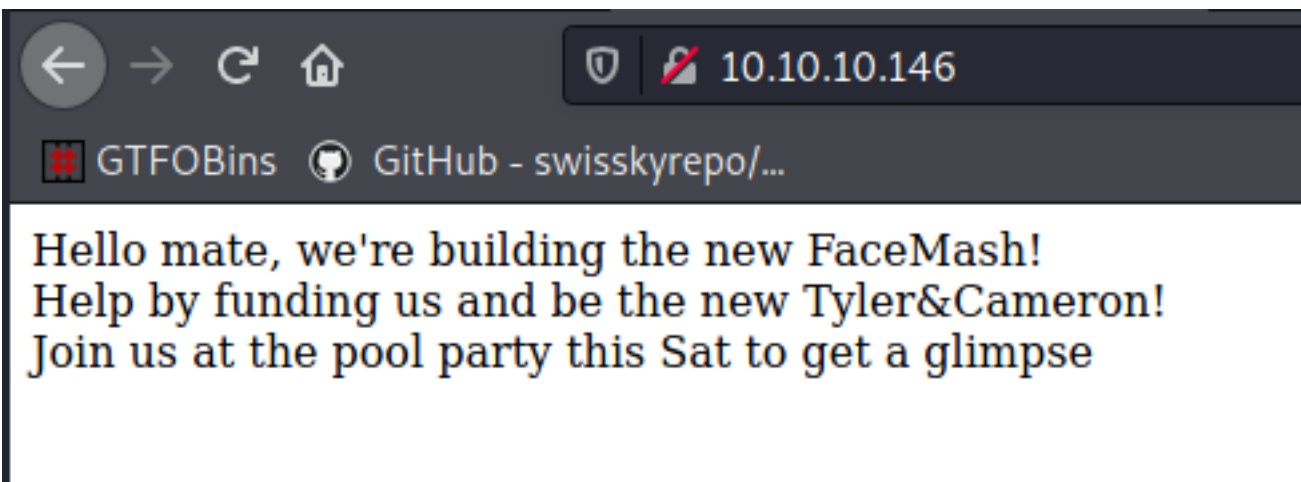 10.10.10.146
GTFOBins GitHub - swisskyrepo/...
Hello mate, we're building the new FaceMash!
Help by funding us and be the new Tyler&Cameron!
Join us at the pool party this Sat to get a glimpse